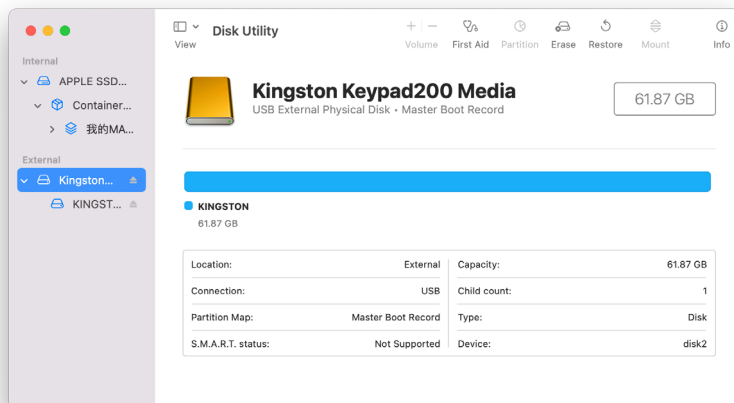 Disk Utility
View
Volume
First Aid
Partition
Erase
Restore
Mount
Info
Internal
APPLE SSD...
Container...
我的MA...
External
Kingston...
KINGST...
Kingston Keypad200 Media
USB External Physical Disk • Master Boot Record
61.87 GB
KINGSTON
61.87 GB
Location: External
Capacity: 61.87 GB
Connection: USB
Child count: 1
Partition Map: Master Boot Record
Type: Disk
S.M.A.R.T. status: Not Supported
Device: disk2